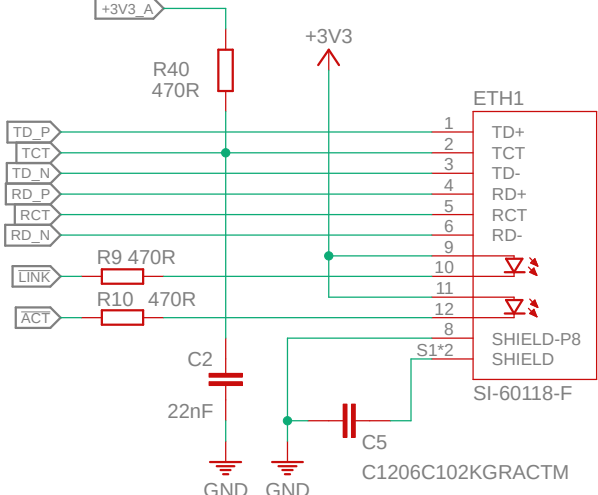 +3V3_A
+3V3
R40
470R
ETH1
TD_P 1 TD+
TCT 2 TCT
TD_N 3 TD-
RD_P 4 RD+
RCT 5 RCT
RD_N 6 RD-
9
R9 470R
LINK 10
11
R10 470R
ACT 12
8 SHIELD-P8
S1*2 SHIELD
C2
SI-60118-F
22nF
C5
C1206C102KGRACTM
GND GND